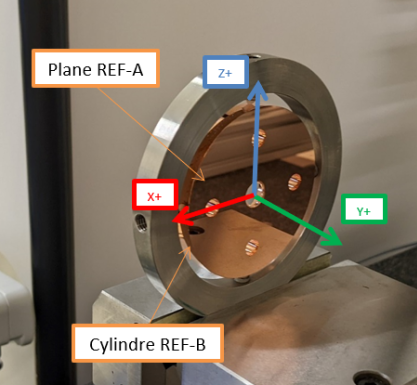 Plane REF-A
Z+
X+
Y+
Cylindre REF-B